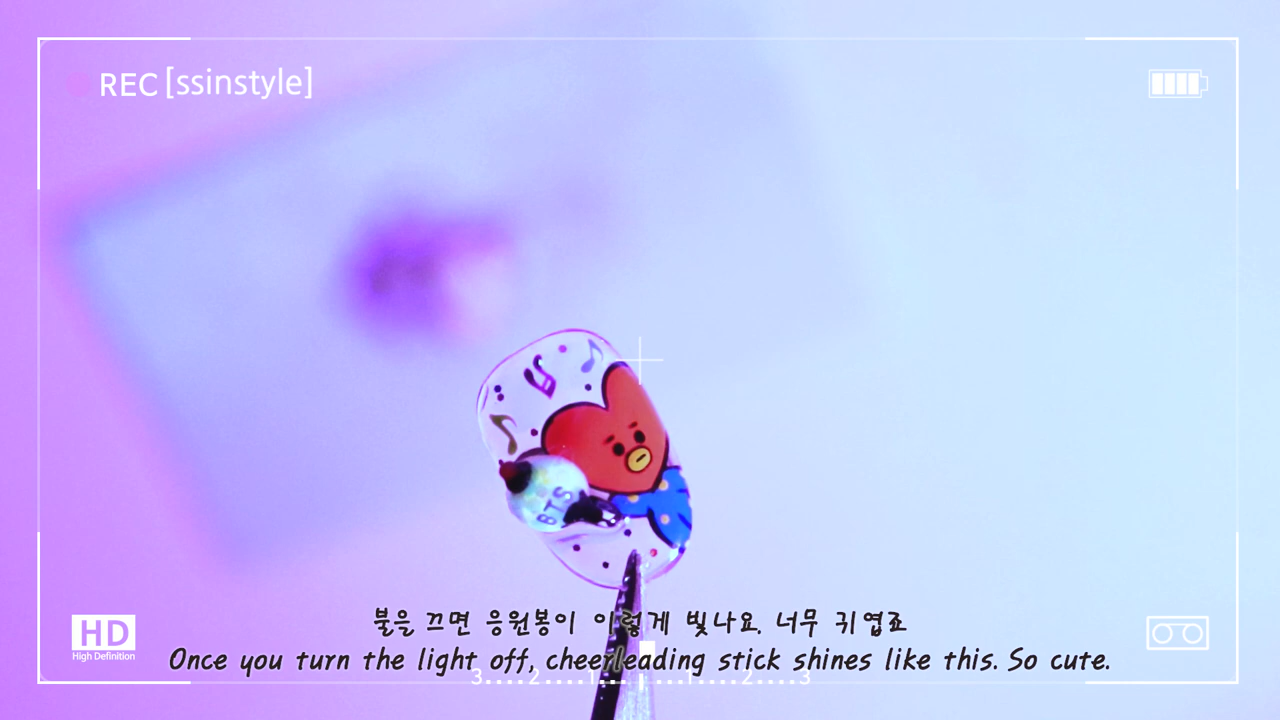 REC [ssinstyle]
BTS
불을 끄면 응원봉이 이렇게 빛나요. 너무 귀엽죠
HD
High Definition
Once you turn the light off, cheerleading stick shines like this. So cute.
3....2....1.... ....1....2....3